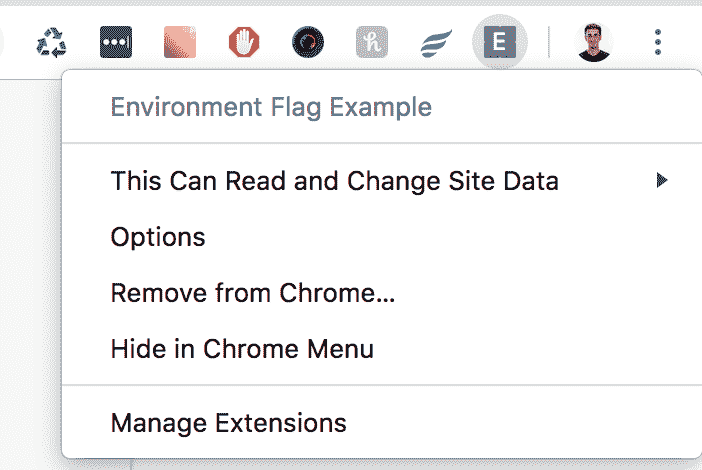 E
Environment Flag Example
This Can Read and Change Site Data
Options
Remove from Chrome...
Hide in Chrome Menu
Manage Extensions